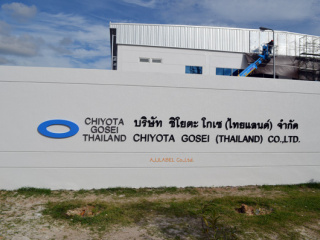 CHIYOTA
GOSEI
THAILAND
บริษัท ชิโยดะ โกเซ (ไทยแลนด์) จำกัด
CHIYOTA GOSEI (THAILAND) CO.,LTD.